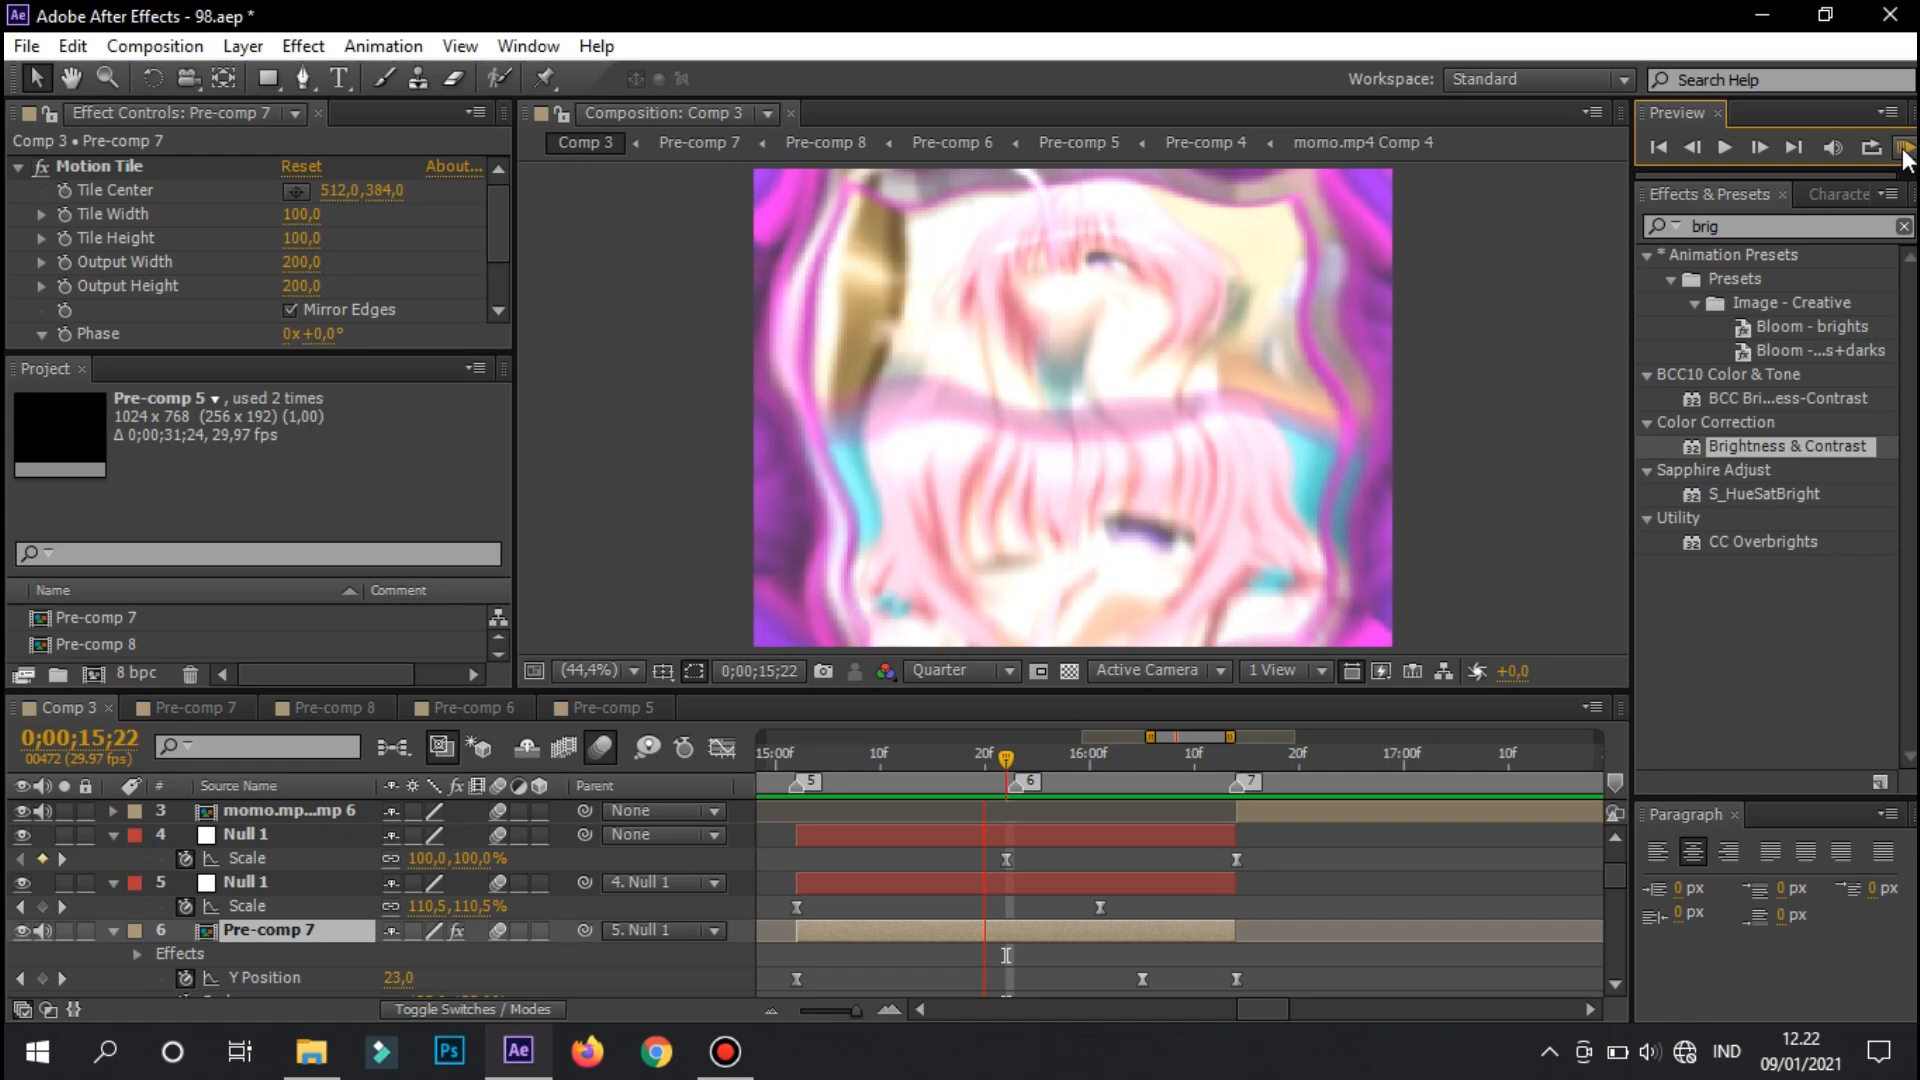 Ae Adobe After Effects - 98.aep *
File Edit Composition Layer Effect Animation View Window Help
Workspace: Standard Search Help
Effect Controls: Pre-comp 7
Comp 3 • Pre-comp 7
fx Motion Tile Reset About...
Tile Center 512,0,384,0
Tile Width 100,0
Tile Height 100,0
Output Width 200,0
Output Height 200,0
Mirror Edges
Phase 0x+0,0°
Project
Pre-comp 5 , used 2 times
1024 x 768 (256 x 192) (1,00)
Δ 0;00;31;24, 29,97 fps
Name Comment
Pre-comp 7
Pre-comp 8
8 bpc
Composition: Comp 3
Comp 3 Pre-comp 7 Pre-comp 8 Pre-comp 6 Pre-comp 5 Pre-comp 4 momo.mp4 Comp 4
(44,4%) 0;00;15;22 Quarter Active Camera 1 View +0,0
Preview
Effects & Presets Characte
brig
* Animation Presets
Presets
Image - Creative
Bloom - brights
Bloom -...s+darks
BCC10 Color & Tone
BCC Bri...ess-Contrast
Color Correction
Brightness & Contrast
Sapphire Adjust
S_HueSatBright
Utility
CC Overbrights
Paragraph
0 px 0 px 0 px
0 px 0 px
Comp 3 Pre-comp 7 Pre-comp 8 Pre-comp 6 Pre-comp 5
0;00;15;22
00472 (29.97 fps)
15:00f 10f 20f 16:00f 10f 20f 17:00f 10f
5 6 7
# Source Name fx Parent
3 momo.mp...mp 6 None
4 Null 1 None
Scale 100,0,100,0%
5 Null 1 4. Null 1
Scale 110,5,110,5%
6 Pre-comp 7 fx 5. Null 1
Effects
Y Position 23,0
Toggle Switches / Modes
Ps Ae
IND
12.22
09/01/2021